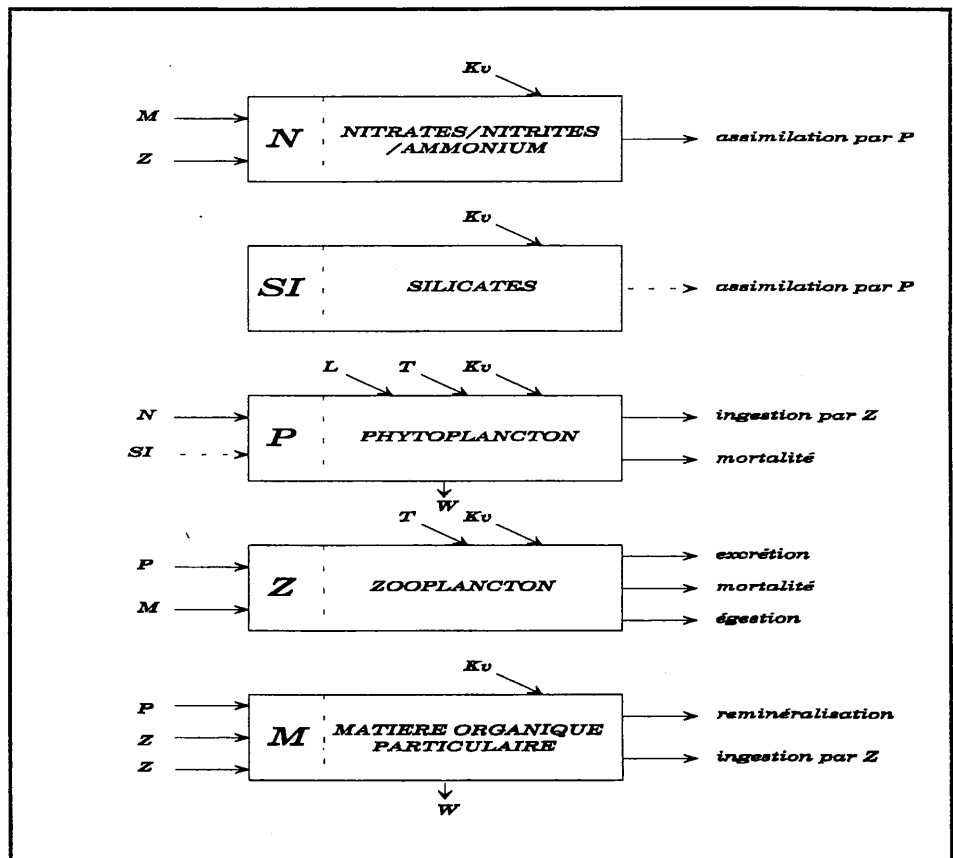 Kv
M
N
NITRATES/NITRITES
/AMMONIUM
assimilation par P
Z
Kv
SI
SILICATES
assimilation par P
L T Kv
N
P
PHYTOPLANCTON
ingestion par Z
SI
mortalité
W
T Kv
P
Z
ZOOPLANCTON
excrétion
mortalité
M
égestion
Kv
P
Z
Z
M
MATIERE ORGANIQUE
PARTICULAIRE
reminéralisation
ingestion par Z
W